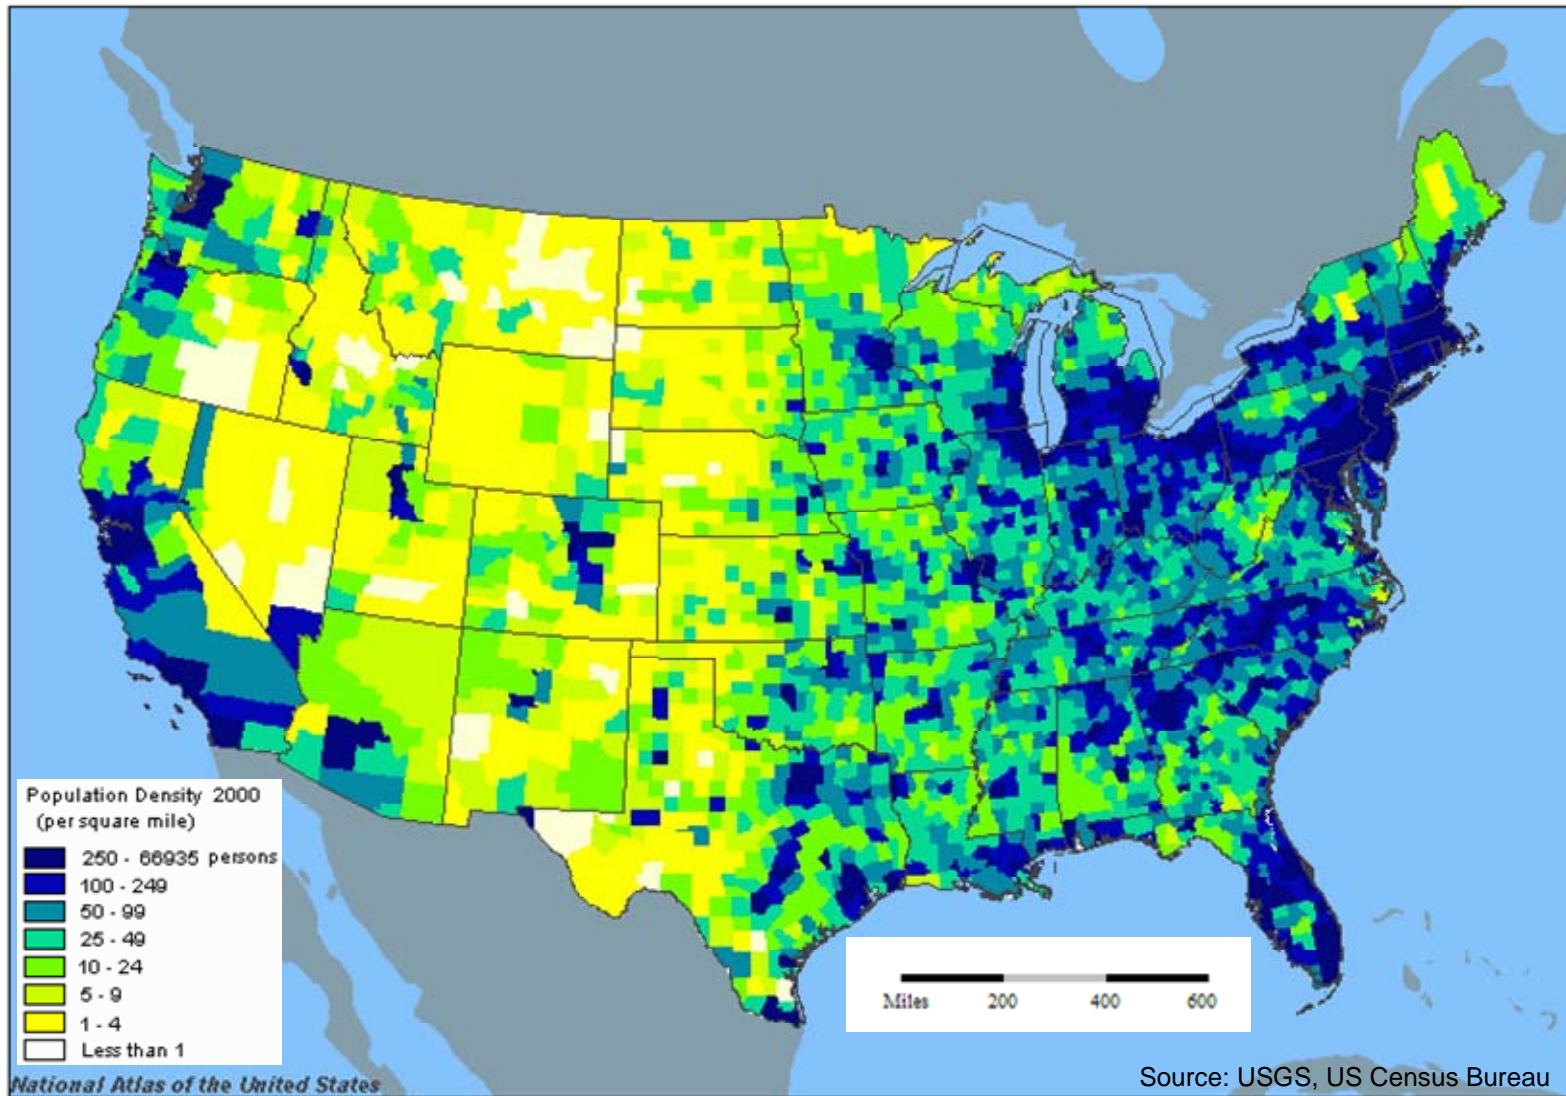 Population Density 2000
(per square mile)
250 - 66935 persons
100 - 249
50 - 99
25 - 49
10 - 24
5 - 9
1 - 4
Less than 1
Miles 200 400 600
National Atlas of the United States
Source: USGS, US Census Bureau